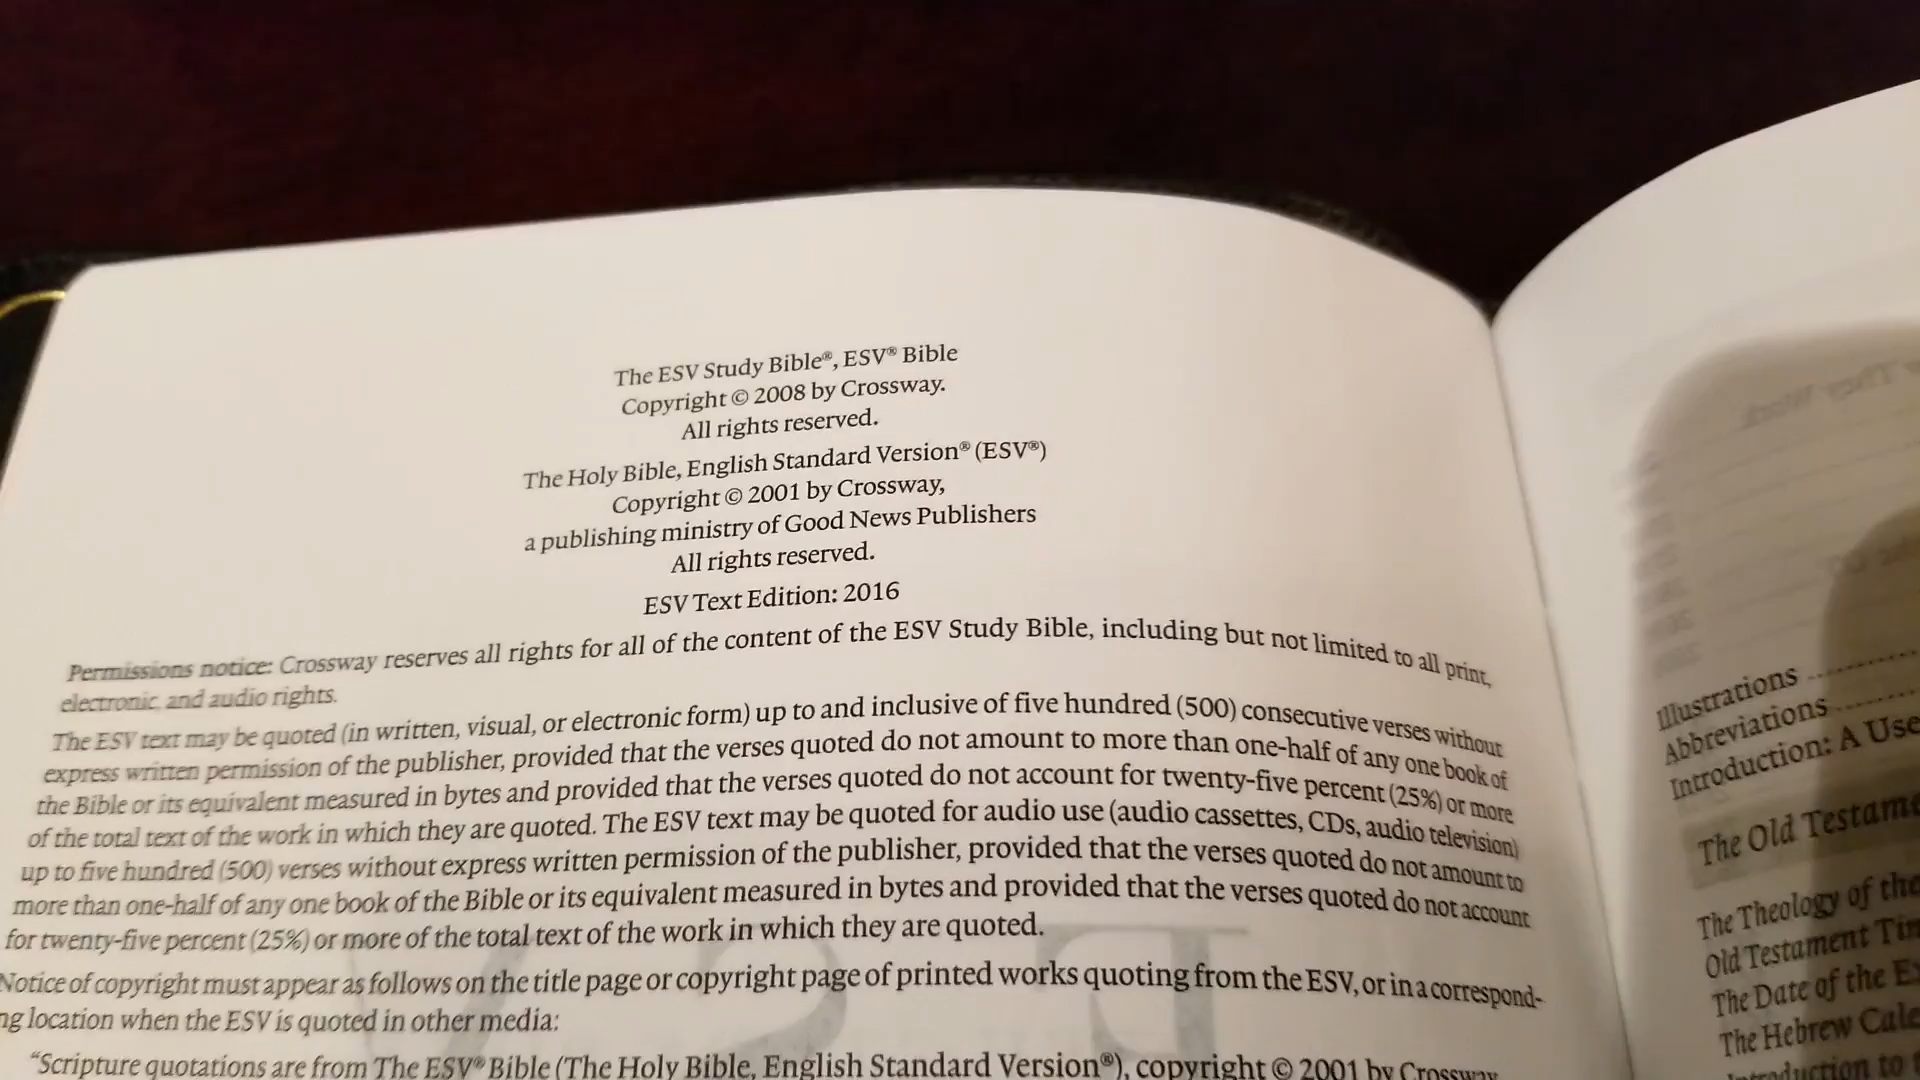 The ESV Study Bible®, ESV® Bible
Copyright © 2008 by Crossway.
All rights reserved.
The Holy Bible, English Standard Version® (ESV®)
Copyright © 2001 by Crossway,
a publishing ministry of Good News Publishers
All rights reserved.
ESV Text Edition: 2016
Permissions notice: Crossway reserves all rights for all of the content of the ESV Study Bible, including but not limited to all print,
electronic, and audio rights.
The ESV text may be quoted (in written, visual, or electronic form) up to and inclusive of five hundred (500) consecutive verses without
express written permission of the publisher, provided that the verses quoted do not amount to more than one-half of any one book of
the Bible or its equivalent measured in bytes and provided that the verses quoted do not account for twenty-five percent (25%) or more
of the total text of the work in which they are quoted. The ESV text may be quoted for audio use (audio cassettes, CDs, audio television)
up to five hundred (500) verses without express written permission of the publisher, provided that the verses quoted do not amount to
more than one-half of any one book of the Bible or its equivalent measured in bytes and provided that the verses quoted do not account
for twenty-five percent (25%) or more of the total text of the work in which they are quoted.
Notice of copyright must appear as follows on the title page or copyright page of printed works quoting from the ESV, or in a correspond-
ng location when the ESV is quoted in other media:
“Scripture quotations are from The ESV® Bible (The Holy Bible, English Standard Version®), copyright © 2001 by Crossway
Illustrations
Abbreviations
Introduction: A Use
The Old Testame
The Theology of the
Old Testament Tim
The Date of the Ex
The Hebrew Cale
Introduction to